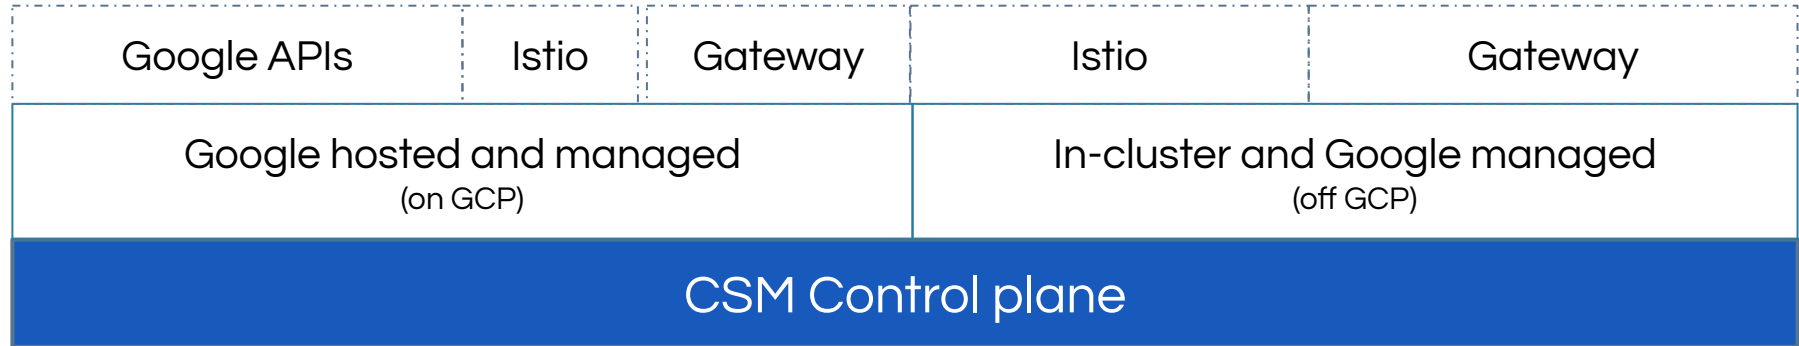 Google APIs
Istio
Gateway
Istio
Gateway
Google hosted and managed
(on GCP)
In-cluster and Google managed
(off GCP)
CSM Control plane